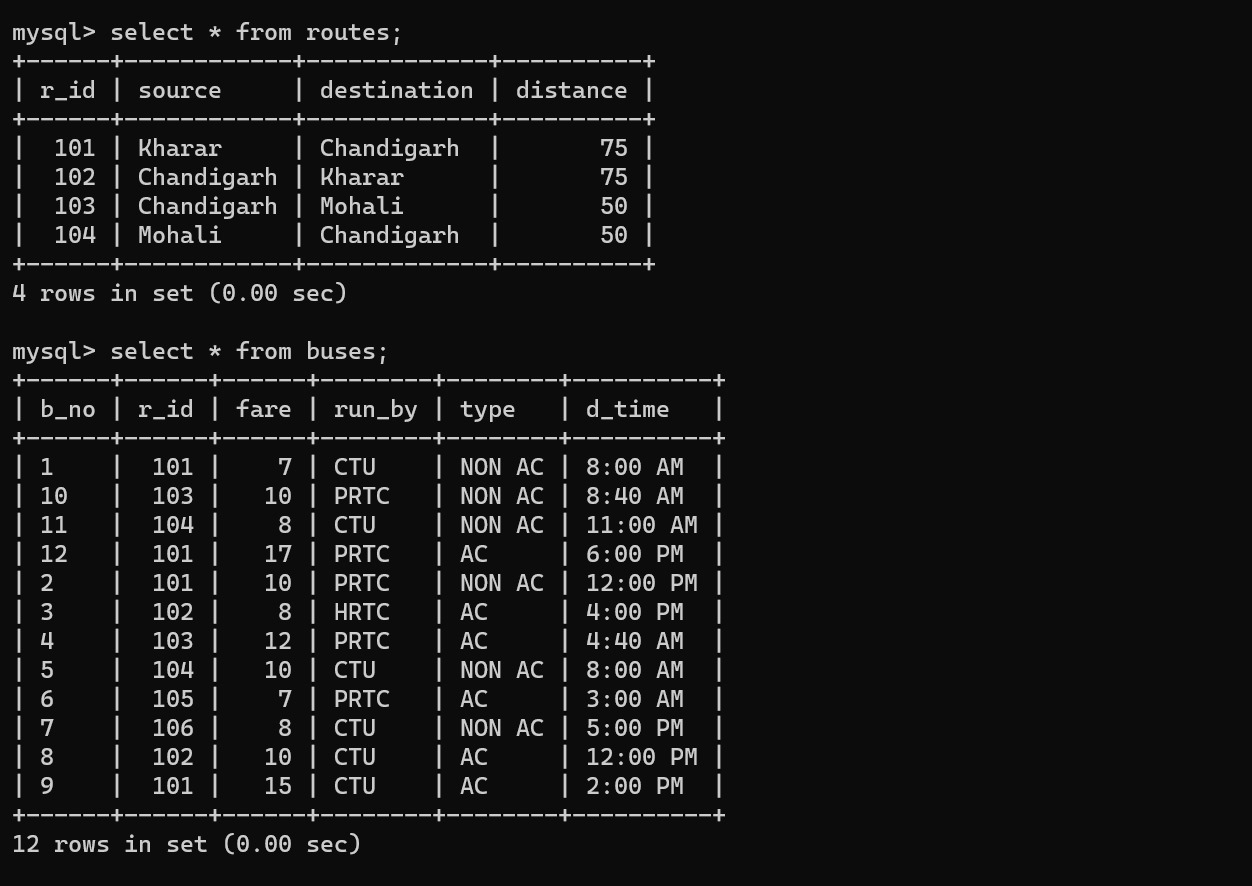 mysql> select * from routes;
+------+------------+-------------+----------+
| r_id | source     | destination | distance |
+------+------------+-------------+----------+
|  101 | Kharar     | Chandigarh  |       75 |
|  102 | Chandigarh | Kharar      |       75 |
|  103 | Chandigarh | Mohali      |       50 |
|  104 | Mohali     | Chandigarh  |       50 |
+------+------------+-------------+----------+
4 rows in set (0.00 sec)

mysql> select * from buses;
+------+------+------+--------+--------+----------+
| b_no | r_id | fare | run_by | type   | d_time   |
+------+------+------+--------+--------+----------+
| 1    |  101 |    7 | CTU    | NON AC | 8:00 AM  |
| 10   |  103 |   10 | PRTC   | NON AC | 8:40 AM  |
| 11   |  104 |    8 | CTU    | NON AC | 11:00 AM |
| 12   |  101 |   17 | PRTC   | AC     | 6:00 PM  |
| 2    |  101 |   10 | PRTC   | NON AC | 12:00 PM |
| 3    |  102 |    8 | HRTC   | AC     | 4:00 PM  |
| 4    |  103 |   12 | PRTC   | AC     | 4:40 AM  |
| 5    |  104 |   10 | CTU    | NON AC | 8:00 AM  |
| 6    |  105 |    7 | PRTC   | AC     | 3:00 AM  |
| 7    |  106 |    8 | CTU    | NON AC | 5:00 PM  |
| 8    |  102 |   10 | CTU    | AC     | 12:00 PM |
| 9    |  101 |   15 | CTU    | AC     | 2:00 PM  |
+------+------+------+--------+--------+----------+
12 rows in set (0.00 sec)